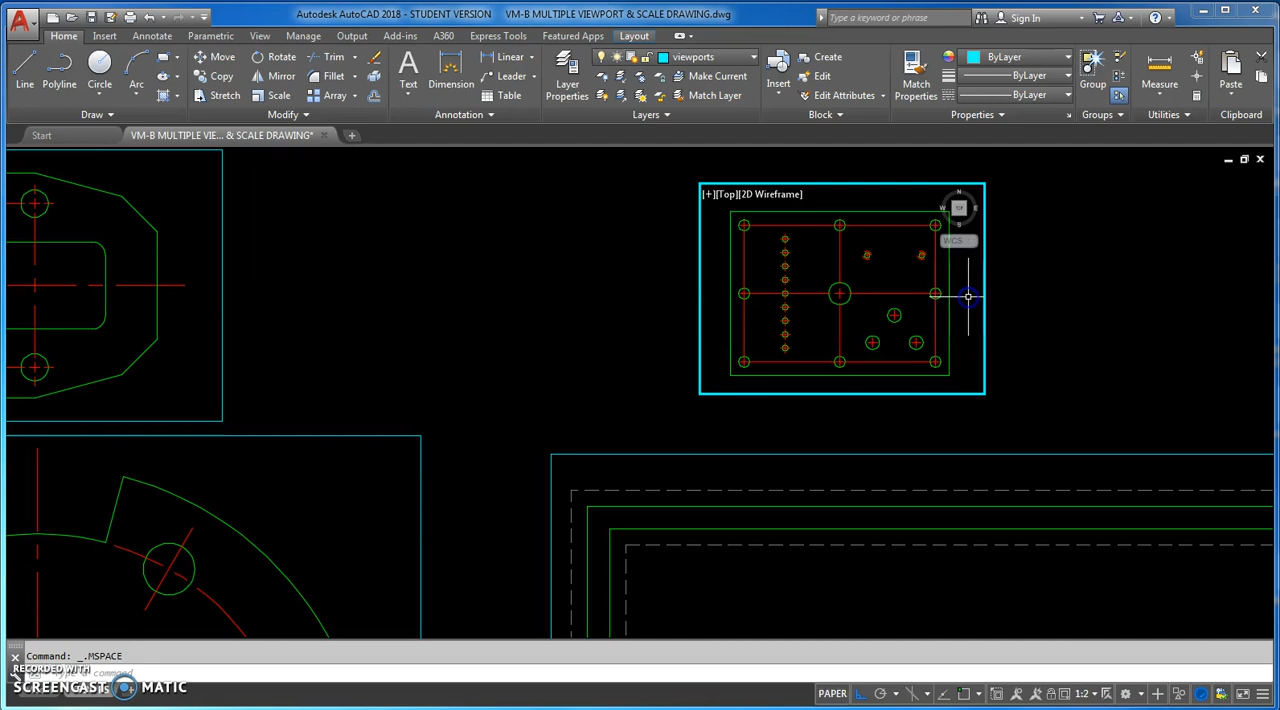 Autodesk AutoCAD 2018 - STUDENT VERSION VM-B MULTIPLE VIEWPORT & SCALE DRAWING.dwg
Type a keyword or phrase
Sign In
Home Insert Annotate Parametric View Manage Output Add-ins A360 Express Tools Featured Apps Layout
Line
Polyline
Circle
Arc
Draw
Move
Copy
Stretch
Rotate
Mirror
Scale
Trim
Fillet
Array
Modify
A
Text
Dimension
Linear
Leader
Table
Annotation
Layer
Properties
viewports
Make Current
Match Layer
Layers
Insert
Create
Edit
Edit Attributes
Block
Match
Properties
ByLayer
ByLayer
ByLayer
Properties
Group
Groups
Measure
Utilities
Paste
Clipboard
Start
VM-B MULTIPLE VIE... & SCALE DRAWING*
[+][Top][2D Wireframe]
N
W
TOP
E
S
WCS
Command: _.MSPACE
Type a command
RECORDED WITH
SCREENCAST MATIC
PAPER
1:2